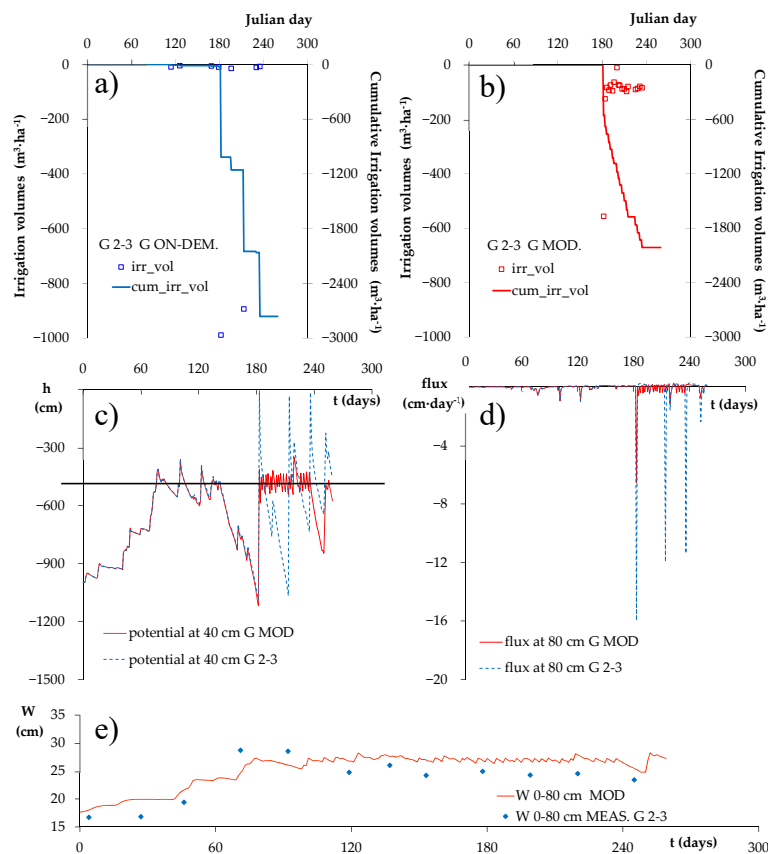 Julian day
0 60 120 180 240 300
a)
0
−200
−400
−600
−800
−1000
Irrigation volumes (m³·ha⁻¹)
0
−600
−1200
−1800
−2400
−3000
Cumulative Irrigation volumes (m³·ha⁻¹)
G 2-3 G ON-DEM.
irr_vol
cum_irr_vol
Julian day
0 60 120 180 240 300
b)
0
−200
−400
−600
−800
−1000
Irrigation volumes (m³·ha⁻¹)
0
−600
−1200
−1800
−2400
−3000
Cumulative Irrigation volumes (m³·ha⁻¹)
G 2-3 G MOD.
irr_vol
cum_irr_vol
h
(cm)
0 60 120 180 240 300
t (days)
c)
−300
−600
−900
−1200
−1500
potential at 40 cm G MOD
potential at 40 cm G 2-3
flux
(cm·day⁻¹)
0 60 120 180 240 300
t (days)
d)
−4
−8
−12
−16
−20
flux at 80 cm G MOD
flux at 80 cm G 2-3
W
(cm)
e)
35
30
25
20
15
W 0-80 cm MOD
W 0-80 cm MEAS. G 2-3
t (days)
0 60 120 180 240 300